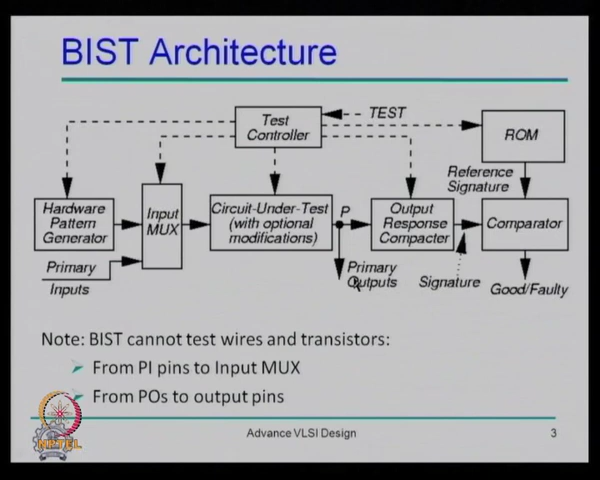 BIST Architecture
Test
Controller
TEST
ROM
Reference
Signature
Hardware
Pattern
Generator
Input
MUX
Circuit-Under-Test
(with optional
modifications)
P
Output
Response
Compacter
Comparator
Primary
Inputs
Primary
Outputs
Signature
Good/Faulty
Note: BIST cannot test wires and transistors:
From PI pins to Input MUX
From POs to output pins
NPTEL
Advance VLSI Design
3